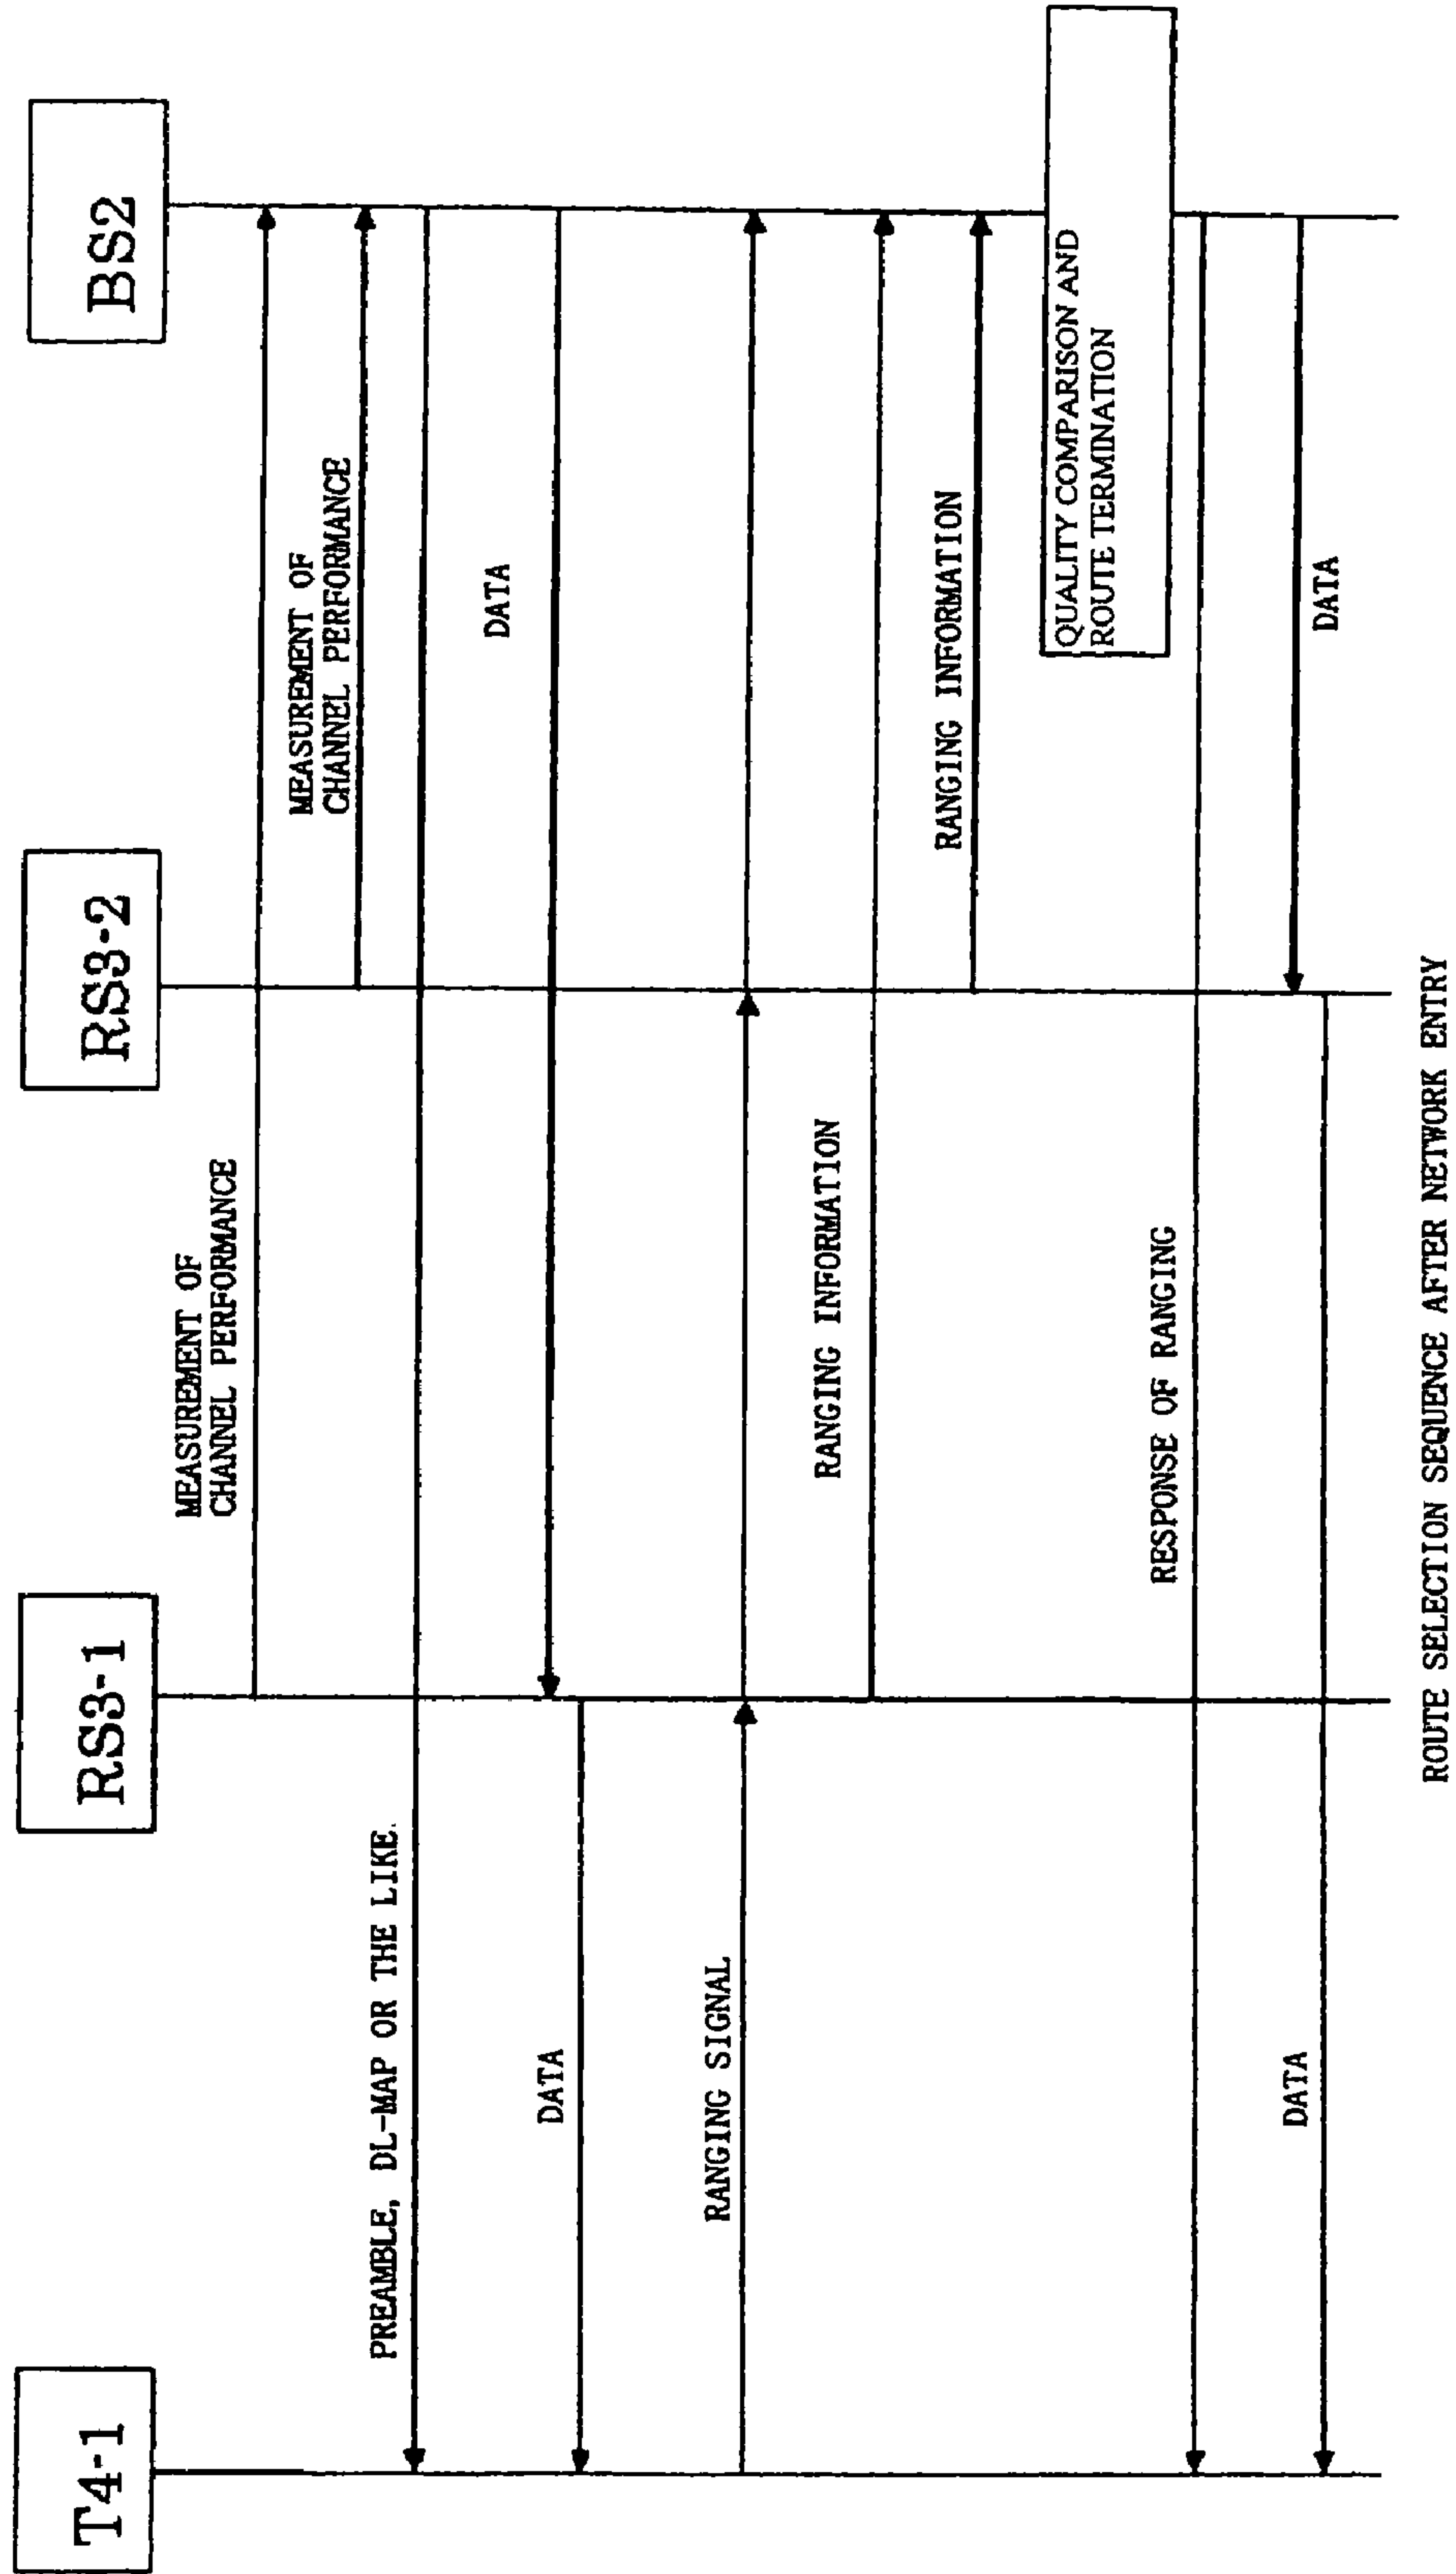 T4-1
RS3-1
RS3-2
BS2
MEASUREMENT OF
CHANNEL PERFORMANCE
MEASUREMENT OF
CHANNEL PERFORMANCE
PREAMBLE, DL-MAP OR THE LIKE.
DATA
DATA
RANGING SIGNAL
RANGING INFORMATION
RANGING INFORMATION
QUALITY COMPARISON AND
ROUTE TERMINATION
RESPONSE OF RANGING
DATA
DATA
ROUTE SELECTION SEQUENCE AFTER NETWORK ENTRY